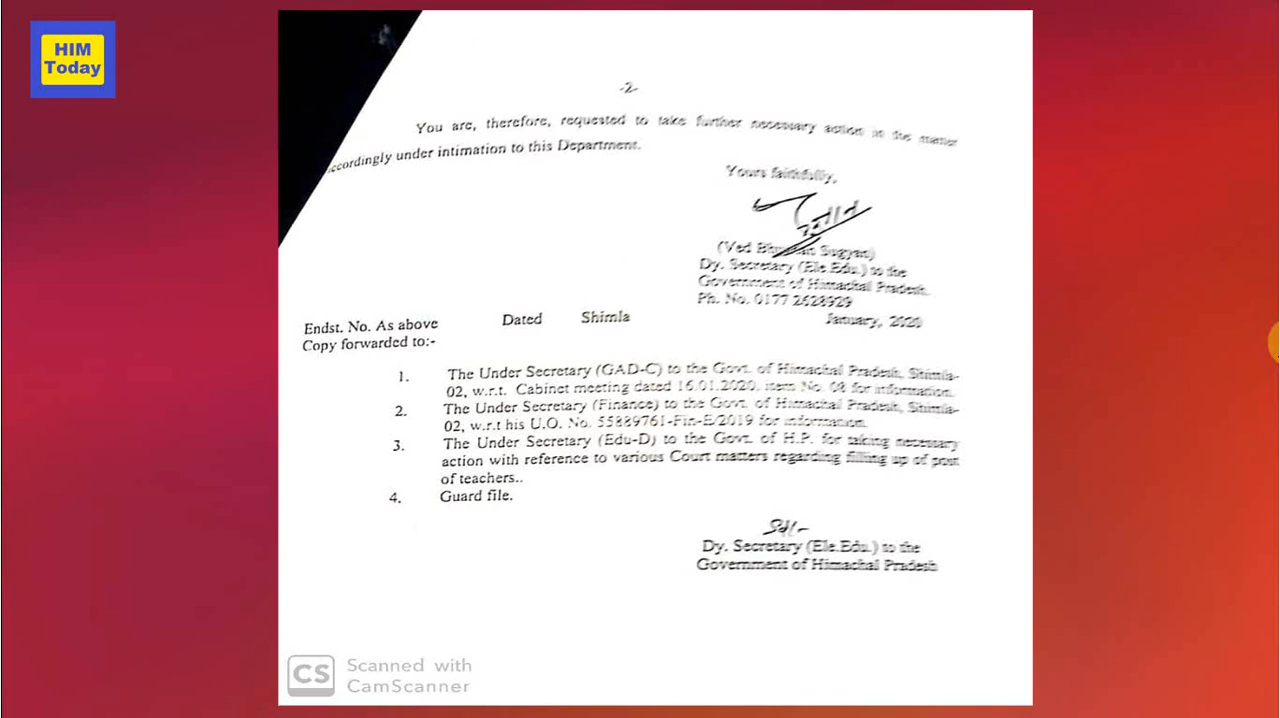 HIM
Today
-2-
You are, therefore, requested to take further necessary action in the matter
accordingly under intimation to this Department.
Yours faithfully,
(Ved Bhushan Sugyan)
Dy. Secretary (Ele.Edu.) to the
Government of Himachal Pradesh.
Ph. No. 0177 2628929
Endst. No. As above Dated Shimla January, 2020
Copy forwarded to:-
1. The Under Secretary (GAD-C) to the Govt. of Himachal Pradesh, Shimla-
02, w.r.t. Cabinet meeting dated 16.01.2020, item No. 08 for information.
2. The Under Secretary (Finance) to the Govt. of Himachal Pradesh, Shimla-
02, w.r.t his U.O. No. 55889761-Fin-E/2019 for information.
3. The Under Secretary (Edu-D) to the Govt. of H.P. for taking necessary
action with reference to various Court matters regarding filling up of post
of teachers..
4. Guard file.
Sd/-
Dy. Secretary (Ele.Edu.) to the
Government of Himachal Pradesh
CS Scanned with
CamScanner